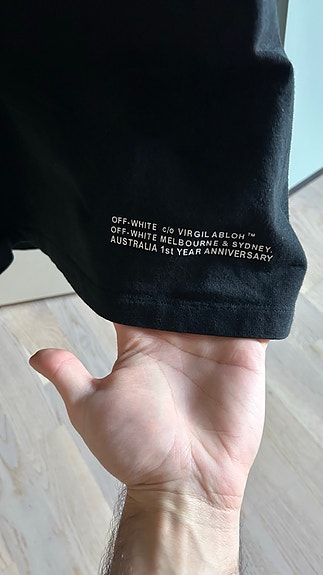 OFF-WHITE c/o VIRGIL ABLOH™
OFF-WHITE MELBOURNE & SYDNEY,
AUSTRALIA 1st YEAR ANNIVERSARY